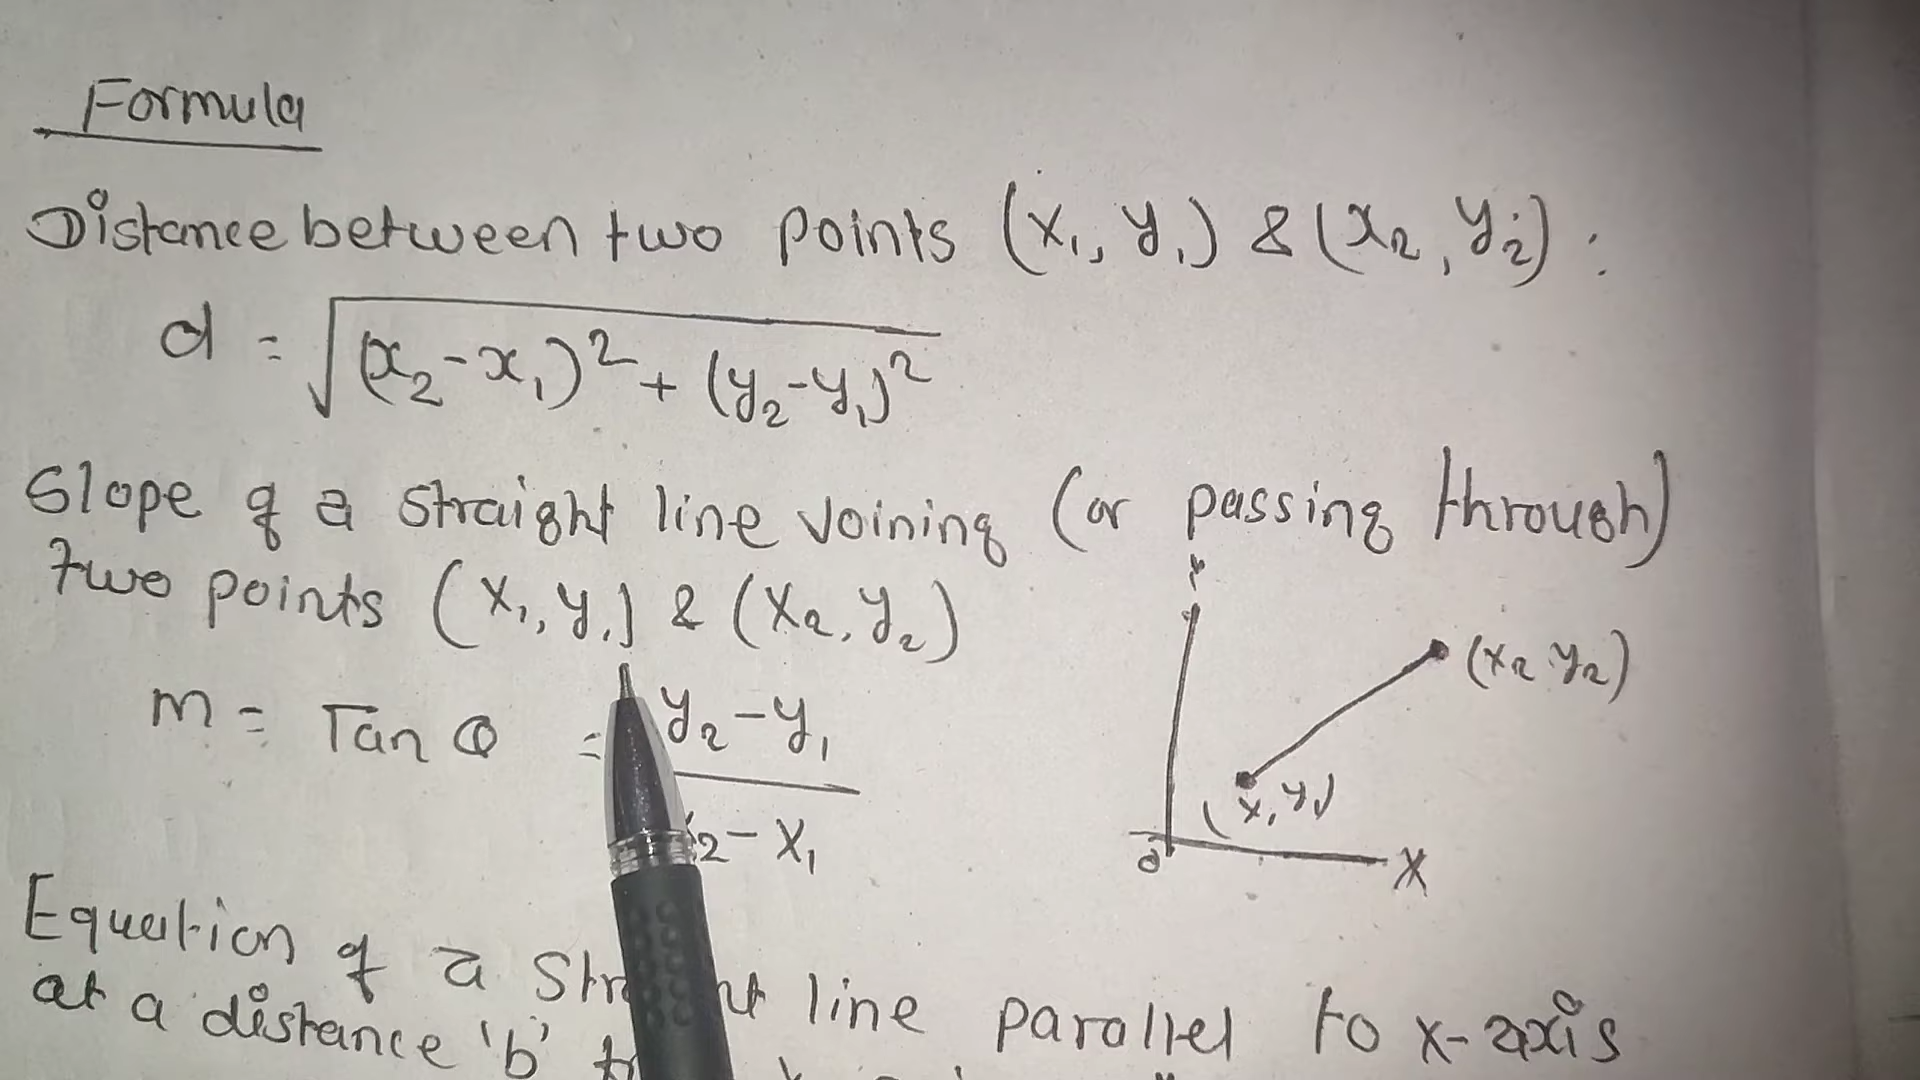 Formula
Distance between two points (x₁, y₁) & (x₂, y₂) :
d = √(x₂-x₁)² + (y₂-y₁)²
Slope of a straight line joining (or passing through)
two points (x₁, y₁) & (x₂, y₂)
Y
(x₂ y₂)
m = Tan θ = y₂ - y₁
(x₁ y₁)
₂ - x₁
o
X
Equation of a line parallel to x-axis
at a distance 'b'